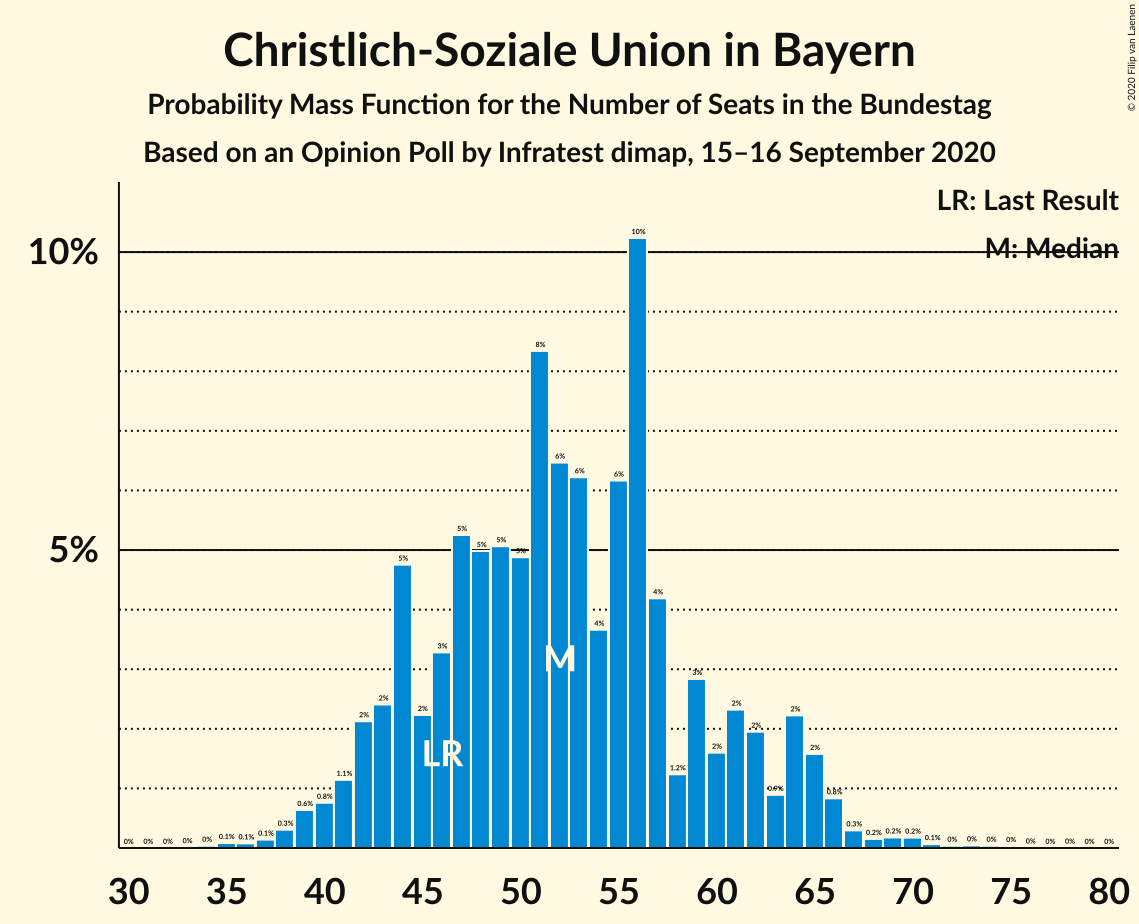 Christlich-Soziale Union in Bayern
Probability Mass Function for the Number of Seats in the Bundestag
Based on an Opinion Poll by Infratest dimap, 15–16 September 2020
© 2020 Filip van Laenen
LR: Last Result
M: Median
10%
5%
0% 0% 0% 0% 0% 0.1% 0.1% 0.1% 0.3% 0.6% 0.8% 1.1% 2% 2% 5% 2% 3% 5% 5% 5% 5% 8% 6% 6% 4% 6% 10% 4% 1.2% 3% 2% 2% 2% 0.9% 2% 2% 0.8% 0.3% 0.2% 0.2% 0.2% 0.1% 0% 0% 0% 0% 0% 0% 0% 0% 0%
M
LR
30 35 40 45 50 55 60 65 70 75 80